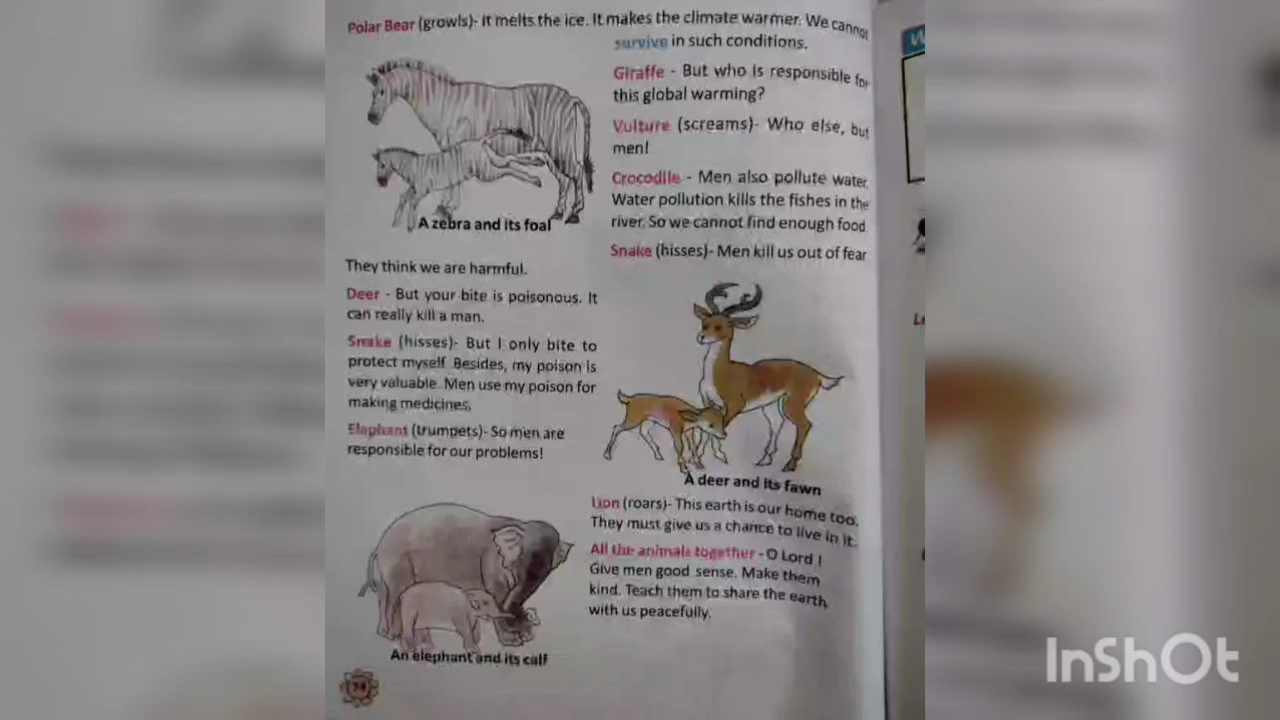 Polar Bear (growls)- It melts the ice. It makes the climate warmer. We cannot
survive in such conditions.
Giraffe - But who is responsible for
this global warming?
Vulture (screams)- Who else, but
men!
Crocodile - Men also pollute water.
Water pollution kills the fishes in the
river. So we cannot find enough food.
A zebra and its foal
Snake (hisses)- Men kill us out of fear
They think we are harmful.
Deer - But your bite is poisonous. It
can really kill a man.
Snake (hisses)- But I only bite to
protect myself. Besides, my poison is
very valuable. Men use my poison for
making medicines.
Elephant (trumpets)- So men are
responsible for our problems!
A deer and its fawn
Lion (roars)- This earth is our home too.
They must give us a chance to live in it.
All the animals together - O Lord !
Give men good sense. Make them
kind. Teach them to share the earth
with us peacefully.
An elephant and its calf
74
InShOt